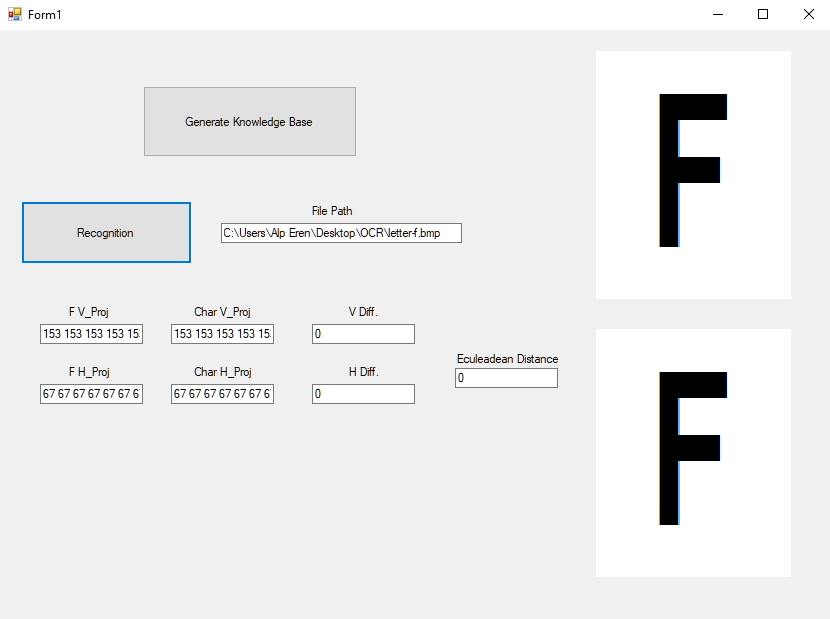 Form1
Generate Knowledge Base
Recognition
File Path
C:\Users\Alp Eren\Desktop\OCR\letter-f.bmp
F V_Proj
Char V_Proj
V Diff.
153 153 153 153 15
153 153 153 153 15
0
F H_Proj
Char H_Proj
H Diff.
67 67 67 67 67 67 6
67 67 67 67 67 67 6
0
Eculeadean Distance
0
F
F